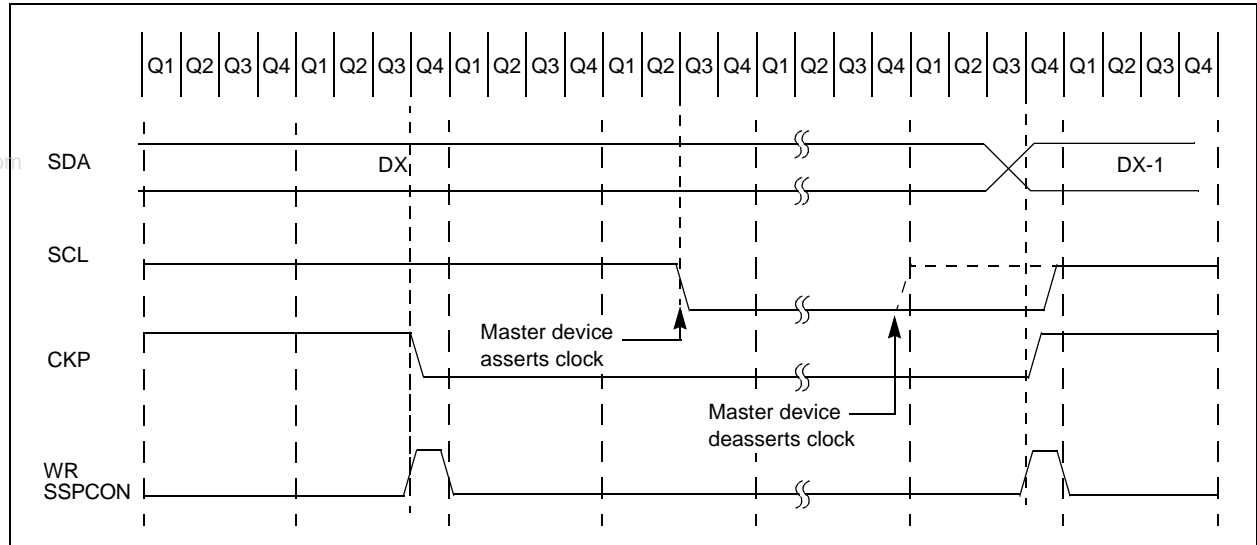 Q1 Q2 Q3 Q4 Q1 Q2 Q3 Q4 Q1 Q2 Q3 Q4 Q1 Q2 Q3 Q4 Q1 Q2 Q3 Q4 Q1 Q2 Q3 Q4 Q1 Q2 Q3 Q4
SDA
DX
DX-1
SCL
Master device
asserts clock
CKP
Master device
deasserts clock
WR
SSPCON